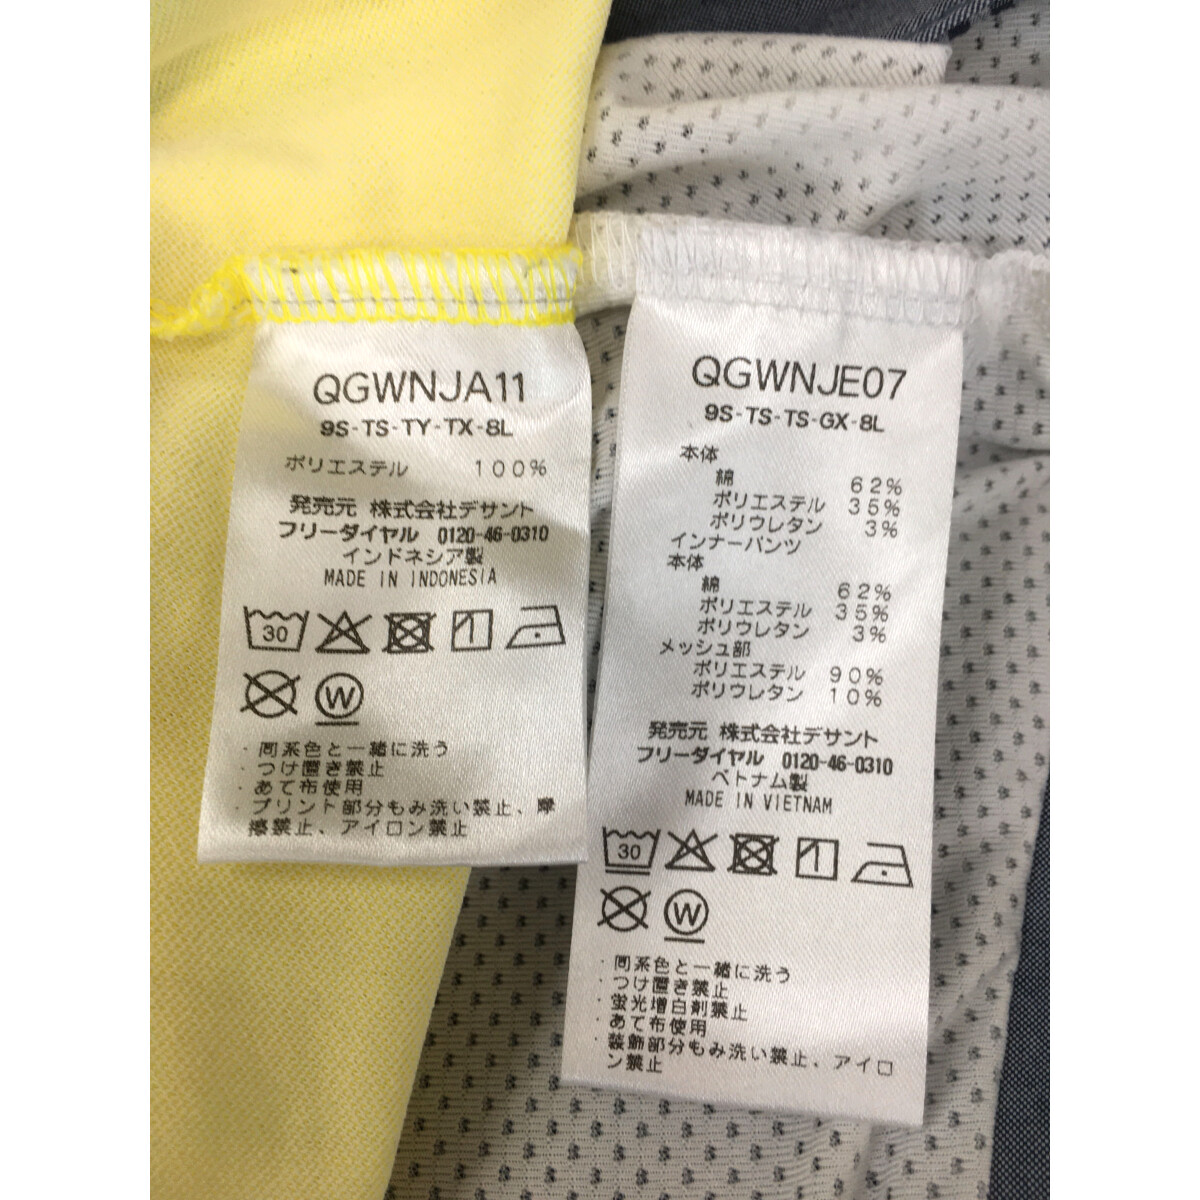 QGWNJA11
9S-TS-TY-TX-8L
ポリエステル 100%
発売元 株式会社デサント
フリーダイヤル 0120-46-0310
インドネシア製
MADE IN INDONESIA
30
W
・同系色と一緒に洗う
・つけ置き禁止
・あて布使用
・プリント部分もみ洗い禁止、摩
擦禁止、アイロン禁止
QGWNJE07
9S-TS-TS-GX-8L
本体
綿 62%
ポリエステル 35%
ポリウレタン 3%
インナーパンツ
本体
綿 62%
ポリエステル 35%
ポリウレタン 3%
メッシュ部
ポリエステル 90%
ポリウレタン 10%
発売元 株式会社デサント
フリーダイヤル 0120-46-0310
ベトナム製
MADE IN VIETNAM
30
W
・同系色と一緒に洗う
・つけ置き禁止
・蛍光増白剤禁止
・あて布使用
・装飾部分もみ洗い禁止、アイロ
ン禁止